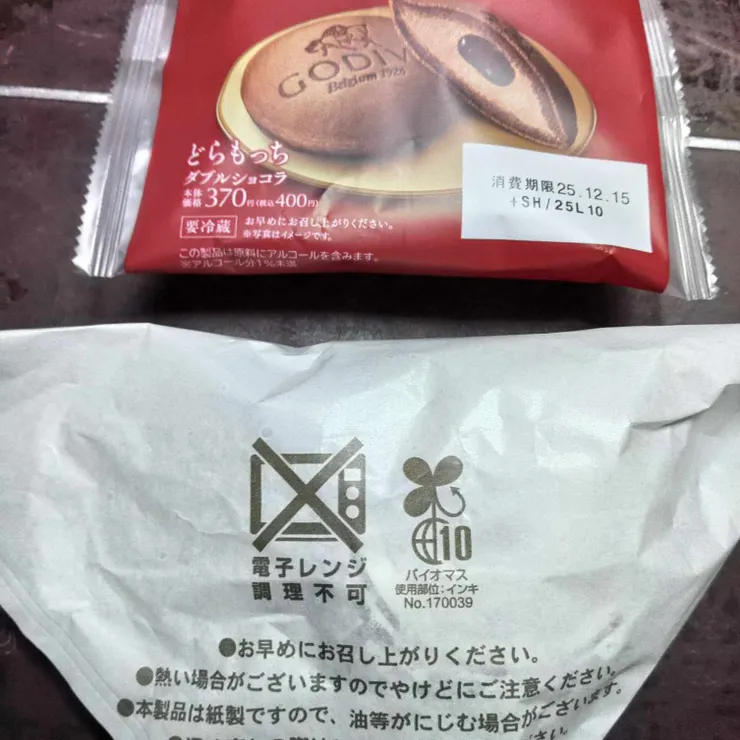 GODIV
Belgium 1926
どらもっち
ダブルショコラ
本体価格 370円(税込400円)
要冷蔵 お早めにお召し上がりください。
※写真はイメージです。
この製品は原料にアルコールを含みます。
※アルコール分1%未満
消費期限25.12.15
+SH/25L10
電子レンジ
調理不可
10
バイオマス
使用部位:インキ
No.170039
●お早めにお召し上がりください。
●熱い場合がございますのでやけどにご注意ください。
●本製品は紙製ですので、油等がにじむ場合がございます。